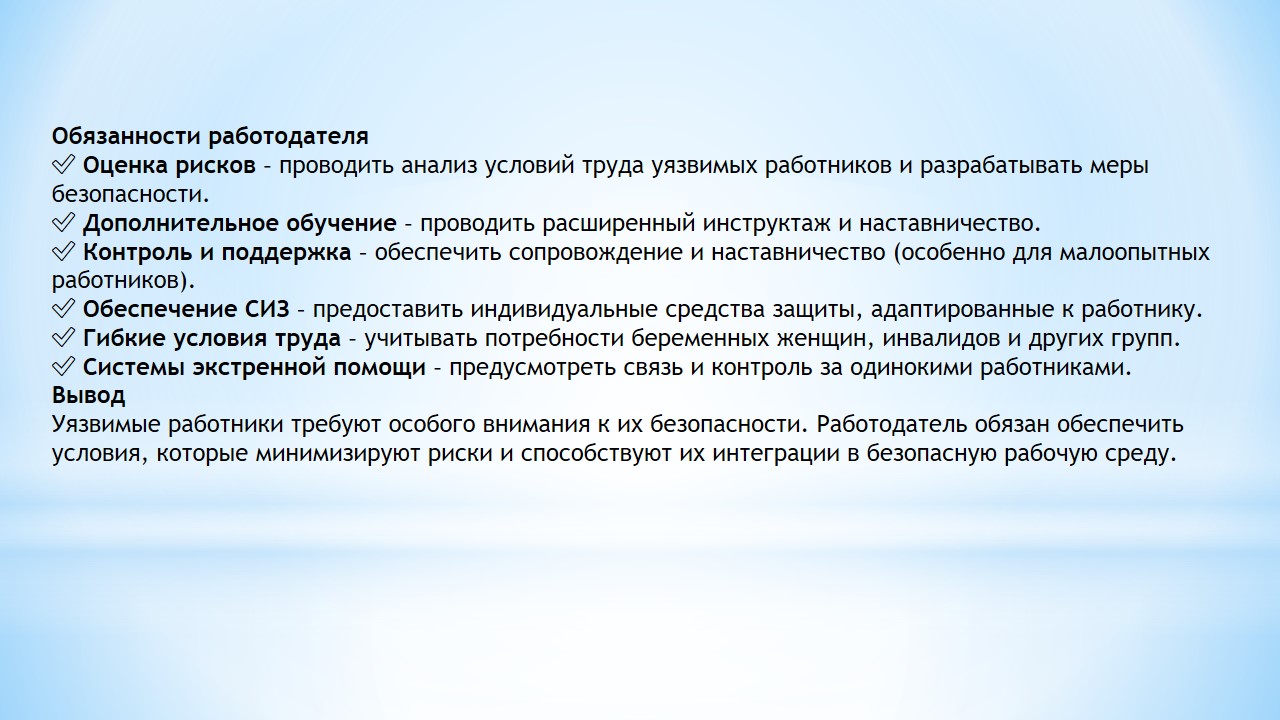 Обязанности работодателя
✅ Оценка рисков – проводить анализ условий труда уязвимых работников и разрабатывать меры
безопасности.
✅ Дополнительное обучение – проводить расширенный инструктаж и наставничество.
✅ Контроль и поддержка – обеспечить сопровождение и наставничество (особенно для малоопытных
работников).
✅ Обеспечение СИЗ – предоставить индивидуальные средства защиты, адаптированные к работнику.
✅ Гибкие условия труда – учитывать потребности беременных женщин, инвалидов и других групп.
✅ Системы экстренной помощи – предусмотреть связь и контроль за одинокими работниками.
Вывод
Уязвимые работники требуют особого внимания к их безопасности. Работодатель обязан обеспечить
условия, которые минимизируют риски и способствуют их интеграции в безопасную рабочую среду.